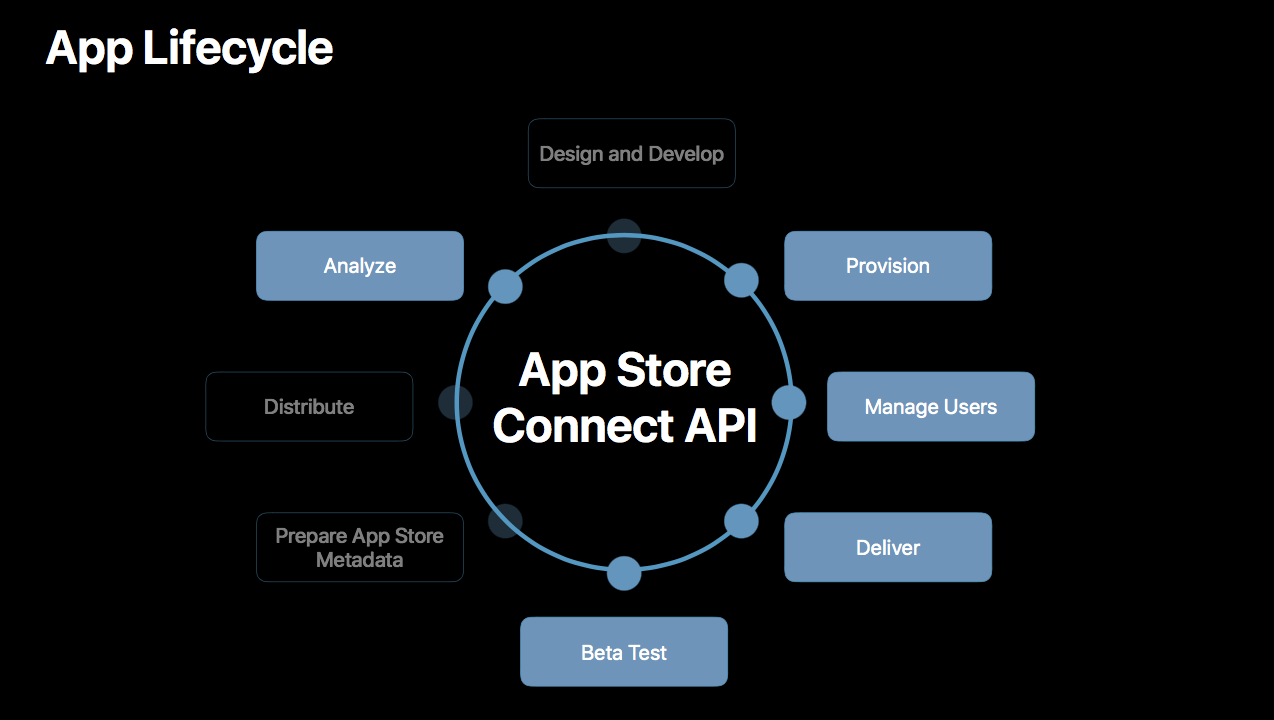 App Lifecycle
Design and Develop
Analyze
Provision
App Store
Connect API
Distribute
Manage Users
Prepare App Store
Metadata
Deliver
Beta Test